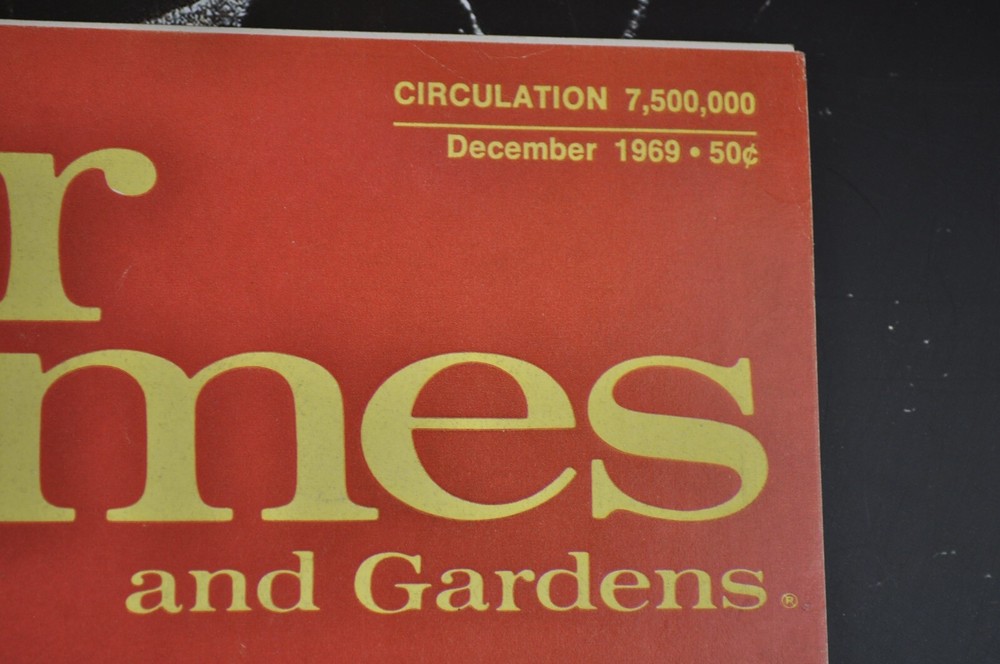 CIRCULATION 7,500,000
December 1969 • 50¢
r
mes
and Gardens®